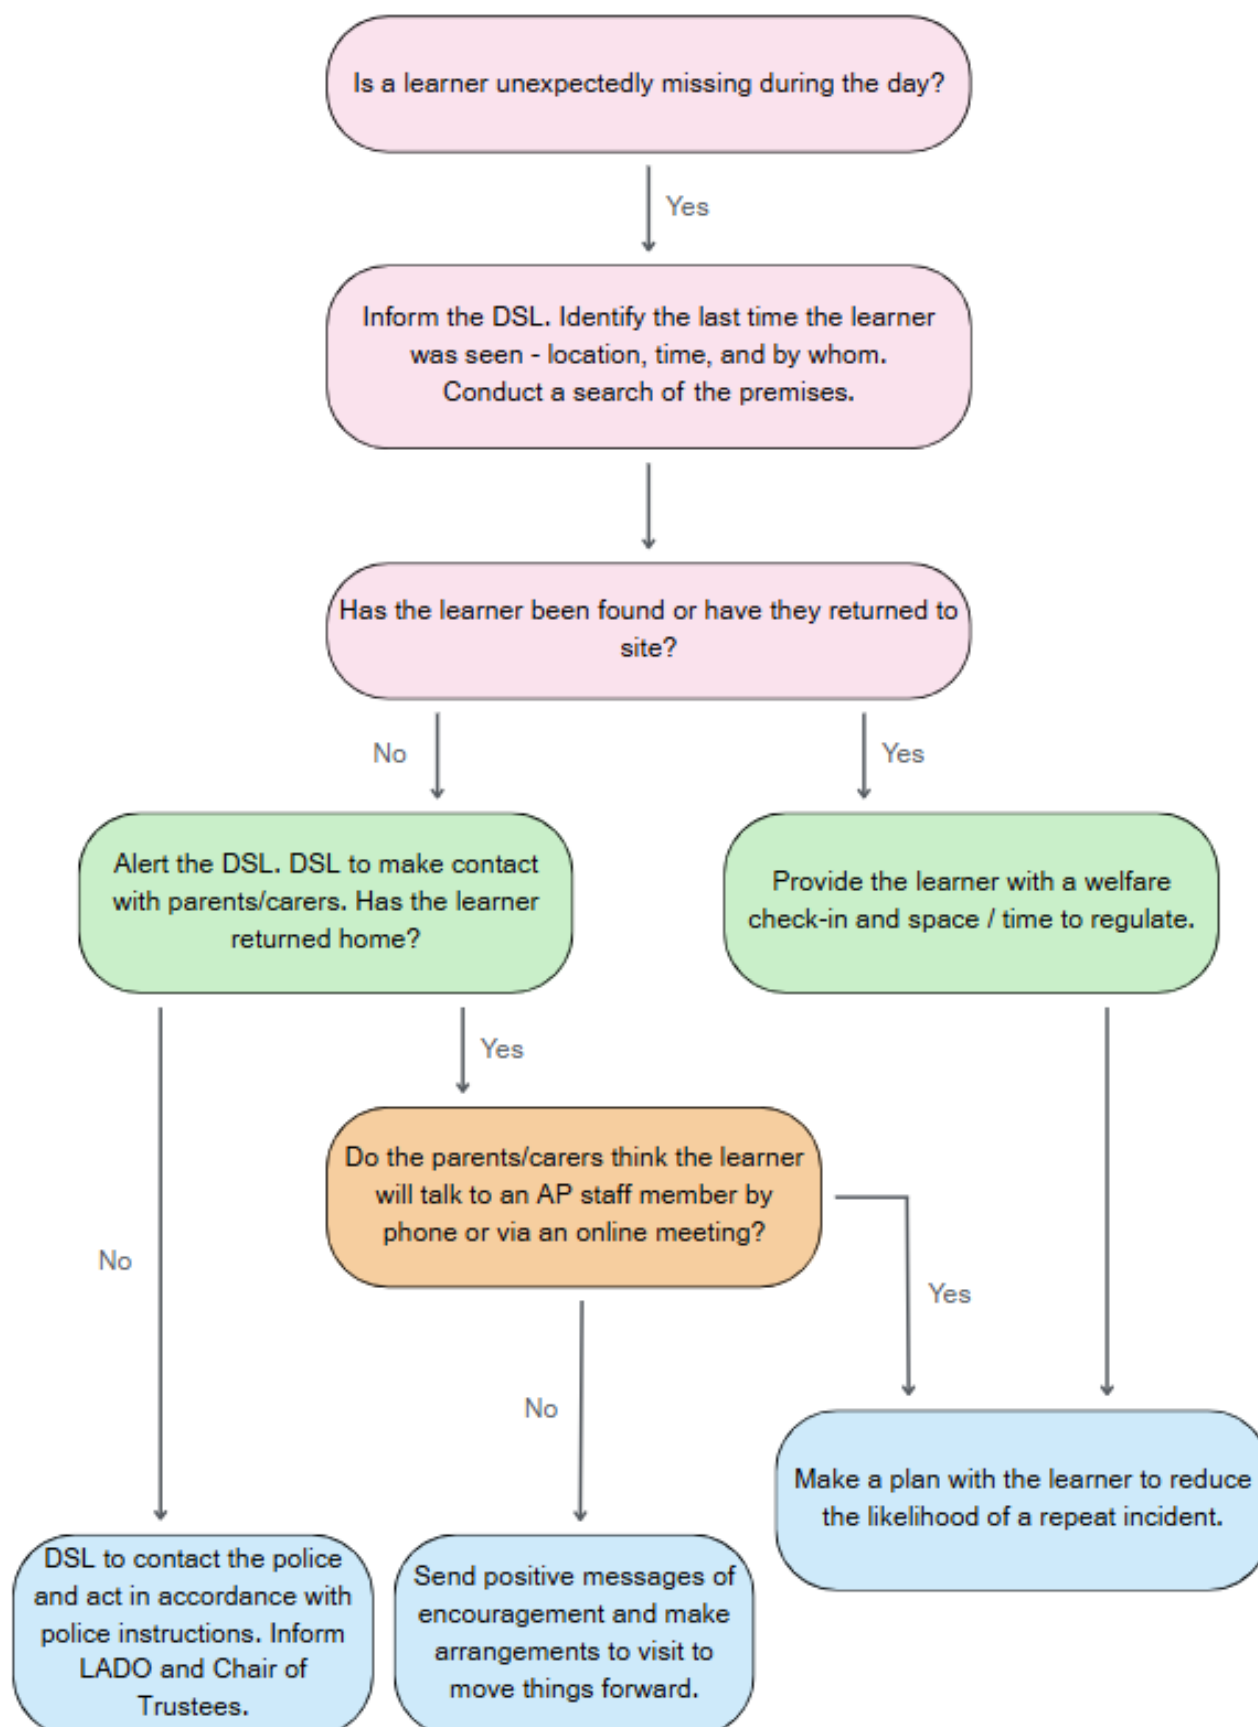 Is a learner unexpectedly missing during the day?
Yes
Inform the DSL. Identify the last time the learner
was seen - location, time, and by whom.
Conduct a search of the premises.
Has the learner been found or have they returned to
site?
No
Yes
Alert the DSL. DSL to make contact
with parents/carers. Has the learner
returned home?
Provide the learner with a welfare
check-in and space / time to regulate.
Yes
Do the parents/carers think the learner
will talk to an AP staff member by
phone or via an online meeting?
No
Yes
No
Make a plan with the learner to reduce
the likelihood of a repeat incident.
DSL to contact the police
and act in accordance with
police instructions. Inform
LADO and Chair of
Trustees.
Send positive messages of
encouragement and make
arrangements to visit to
move things forward.